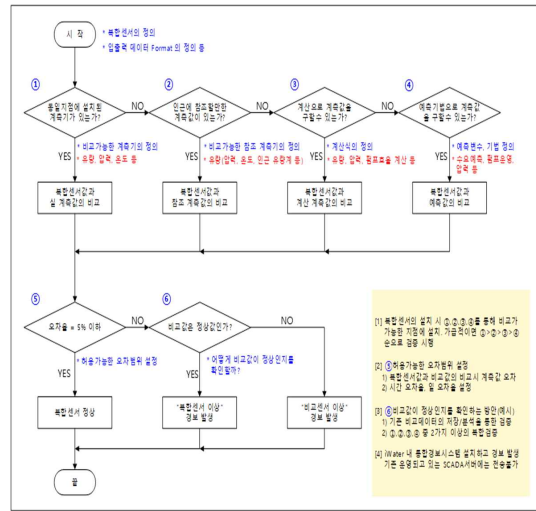 시 작
* 복합센서의 정의
* 입출력 데이터 Format 의 정의 등
①
동일지점에 설치된
계측기가 있는가?
NO
②
인근에 참조할만한
계측값이 있는가?
NO
③
계산으로 계측값을
구할수 있는가?
NO
④
예측기법으로 계측값
을 구할수 있는가?
YES
* 비교가능한 계측기의 정의
* 유량, 압력, 온도 등
YES
* 비교가능한 참조 계측기의 정의
* 유량(압력, 온도, 인근 유량계 등)
YES
* 계산식의 정의
* 유량, 압력, 펌프효율 계산 등
YES
* 예측변수, 기법 정의
* 수요예측, 펌프운영,
압력 등
복합센서값과
실 계측값의 비교
복합센서값과
참조 계측값의 비교
복합센서값과
계산 계측값의 비교
복합센서값과
예측값의 비교
⑤
오차율 = 5% 이하
NO
⑥
비교값은 정상값인가?
NO
YES
* 허용가능한 오차범위 설정
YES
* 어떻게 비교값이 정상인지를
확인할까?
복합센서 정상
"복합센서 이상"
경보 발생
"비교센서 이상"
경보 발생
끝
[1] 복합센서의 설치 시 ①,②,③,④를 통해 비교가
가능한 지점에 설치. 가급적이면 ①>②>③>④
순으로 검증 시행
[2] ⑤허용가능한 오차범위 설정
1) 복합센서값과 비교값의 비교시 계측값 오차
2) 시간 오차율, 일 오차율 설정
[3] ⑥비교값이 정상인지를 확인하는 방안(예시)
1) 기존 비교데이터의 저장/분석을 통한 검증
2) ①,②,③,④ 중 2가지 이상의 복합검증
[4] iWater 내 통합경보시스템 설치하고 경보 발생
기존 운영되고 있는 SCADA서버에는 전송불가